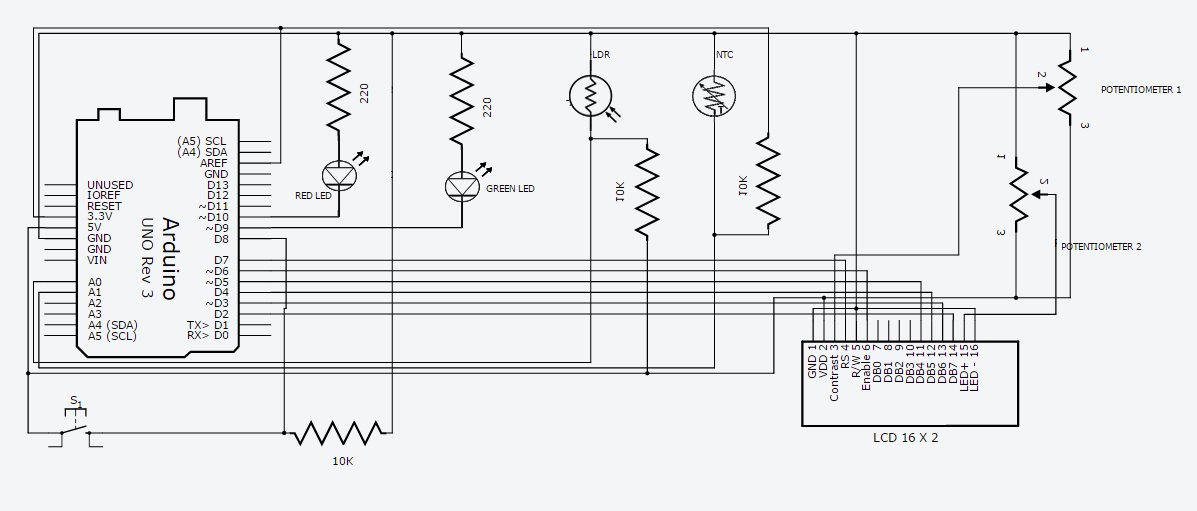 LDR
NTC
220
220
1
2
3
POTENTIOMETER 1
RED LED
GREEN LED
10K
10K
1
2
3
POTENTIOMETER 2
Arduino
UNO Rev 3
UNUSED
IOREF
RESET
3.3V
5V
GND
GND
VIN
A0
A1
A2
A3
A4 (SDA)
A5 (SCL)
(A5) SCL
(A4) SDA
AREF
GND
D13
D12
~D11
~D10
~D9
D8
D7
~D6
~D5
D4
~D3
D2
TX> D1
RX> D0
S1
10K
GND 1
VDD 2
Contrast 3
RS 4
R/W 5
Enable 6
DB0 7
DB1 8
DB2 9
DB3 10
DB4 11
DB5 12
DB6 13
DB7 14
LED+ 15
LED - 16
LCD 16 X 2